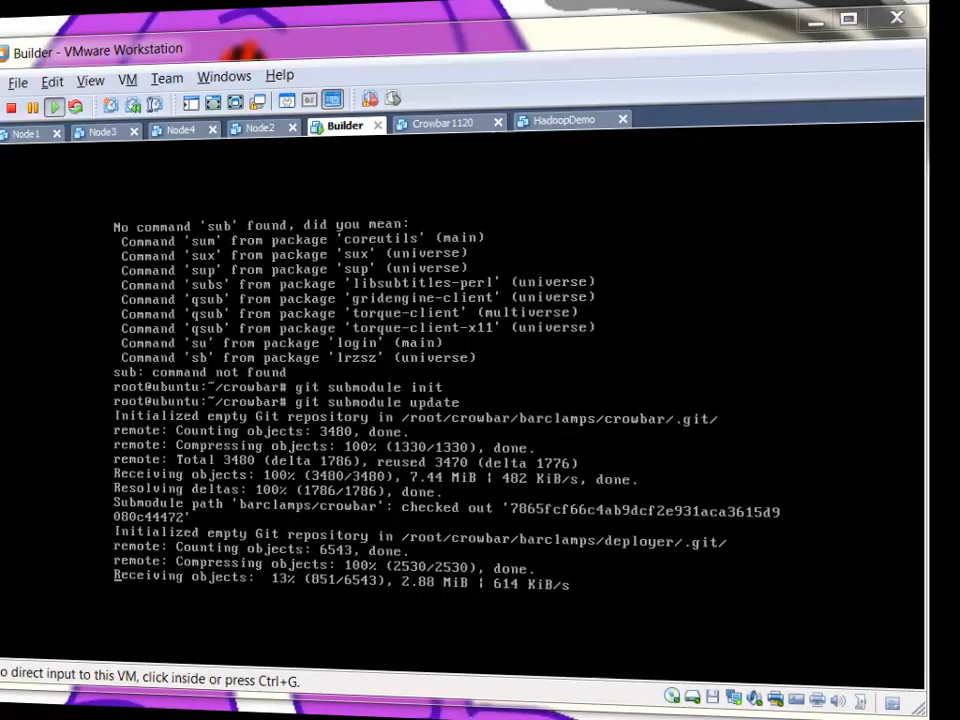 Builder - VMware Workstation
File Edit View VM Team Windows Help
Node1 Node3 Node4 Node2 Builder Crowbar1120 HadoopDemo
No command 'sub' found, did you mean:
Command 'sum' from package 'coreutils' (main)
Command 'sux' from package 'sux' (universe)
Command 'sup' from package 'sup' (universe)
Command 'subs' from package 'libsubtitles-perl' (universe)
Command 'qsub' from package 'gridengine-client' (universe)
Command 'qsub' from package 'torque-client' (multiverse)
Command 'qsub' from package 'torque-client-x11' (universe)
Command 'su' from package 'login' (main)
Command 'sb' from package 'lrzsz' (universe)
sub: command not found
root@ubuntu:~/crowbar# git submodule init
root@ubuntu:~/crowbar# git submodule update
Initialized empty Git repository in /root/crowbar/barclamps/crowbar/.git/
remote: Counting objects: 3480, done.
remote: Compressing objects: 100% (1330/1330), done.
remote: Total 3480 (delta 1786), reused 3470 (delta 1776)
Receiving objects: 100% (3480/3480), 7.44 MiB | 482 KiB/s, done.
Resolving deltas: 100% (1786/1786), done.
Submodule path 'barclamps/crowbar': checked out '7865fcf66c4ab9dcf2e931aca3615d9
080c44472'
Initialized empty Git repository in /root/crowbar/barclamps/deployer/.git/
remote: Counting objects: 6543, done.
remote: Compressing objects: 100% (2530/2530), done.
Receiving objects: 13% (851/6543), 2.88 MiB | 614 KiB/s
o direct input to this VM, click inside or press Ctrl+G.